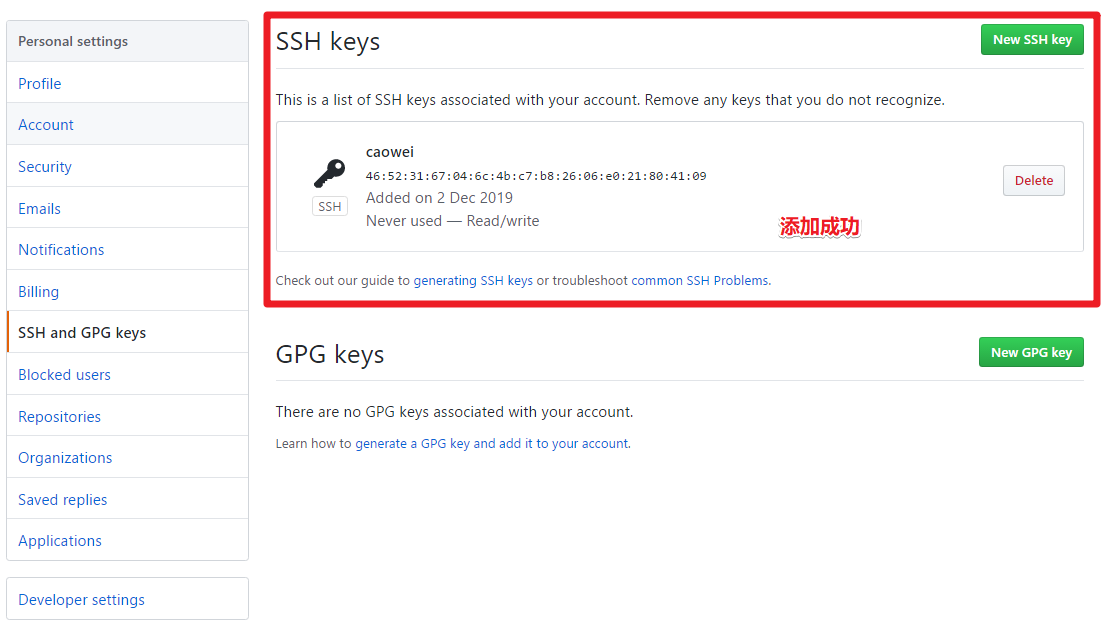 Personal settings
Profile
Account
Security
Emails
Notifications
Billing
SSH and GPG keys
Blocked users
Repositories
Organizations
Saved replies
Applications
Developer settings
SSH keys
New SSH key
This is a list of SSH keys associated with your account. Remove any keys that you do not recognize.
caowei
46:52:31:67:04:6c:4b:c7:b8:26:06:e0:21:80:41:09
Added on 2 Dec 2019
Never used — Read/write
SSH
Delete
添加成功
Check out our guide to generating SSH keys or troubleshoot common SSH Problems.
GPG keys
New GPG key
There are no GPG keys associated with your account.
Learn how to generate a GPG key and add it to your account.